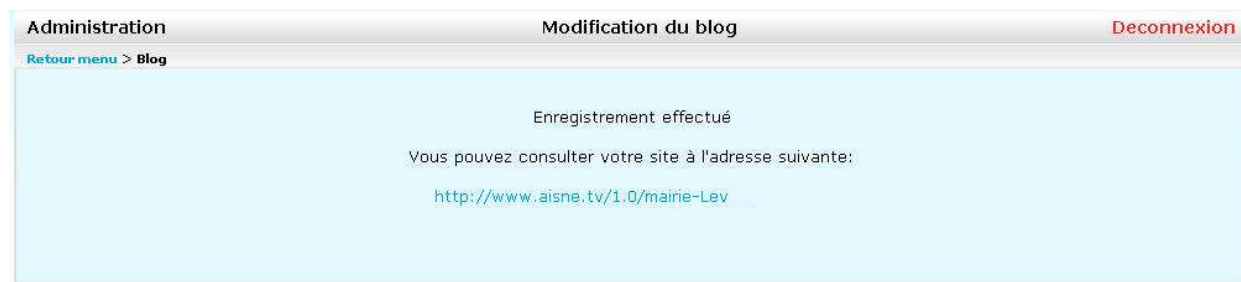 Administration Modification du blog Deconnexion
Retour menu > Blog
Enregistrement effectué
Vous pouvez consulter votre site à l'adresse suivante:
http://www.aisne.tv/1.0/mairie-Lev